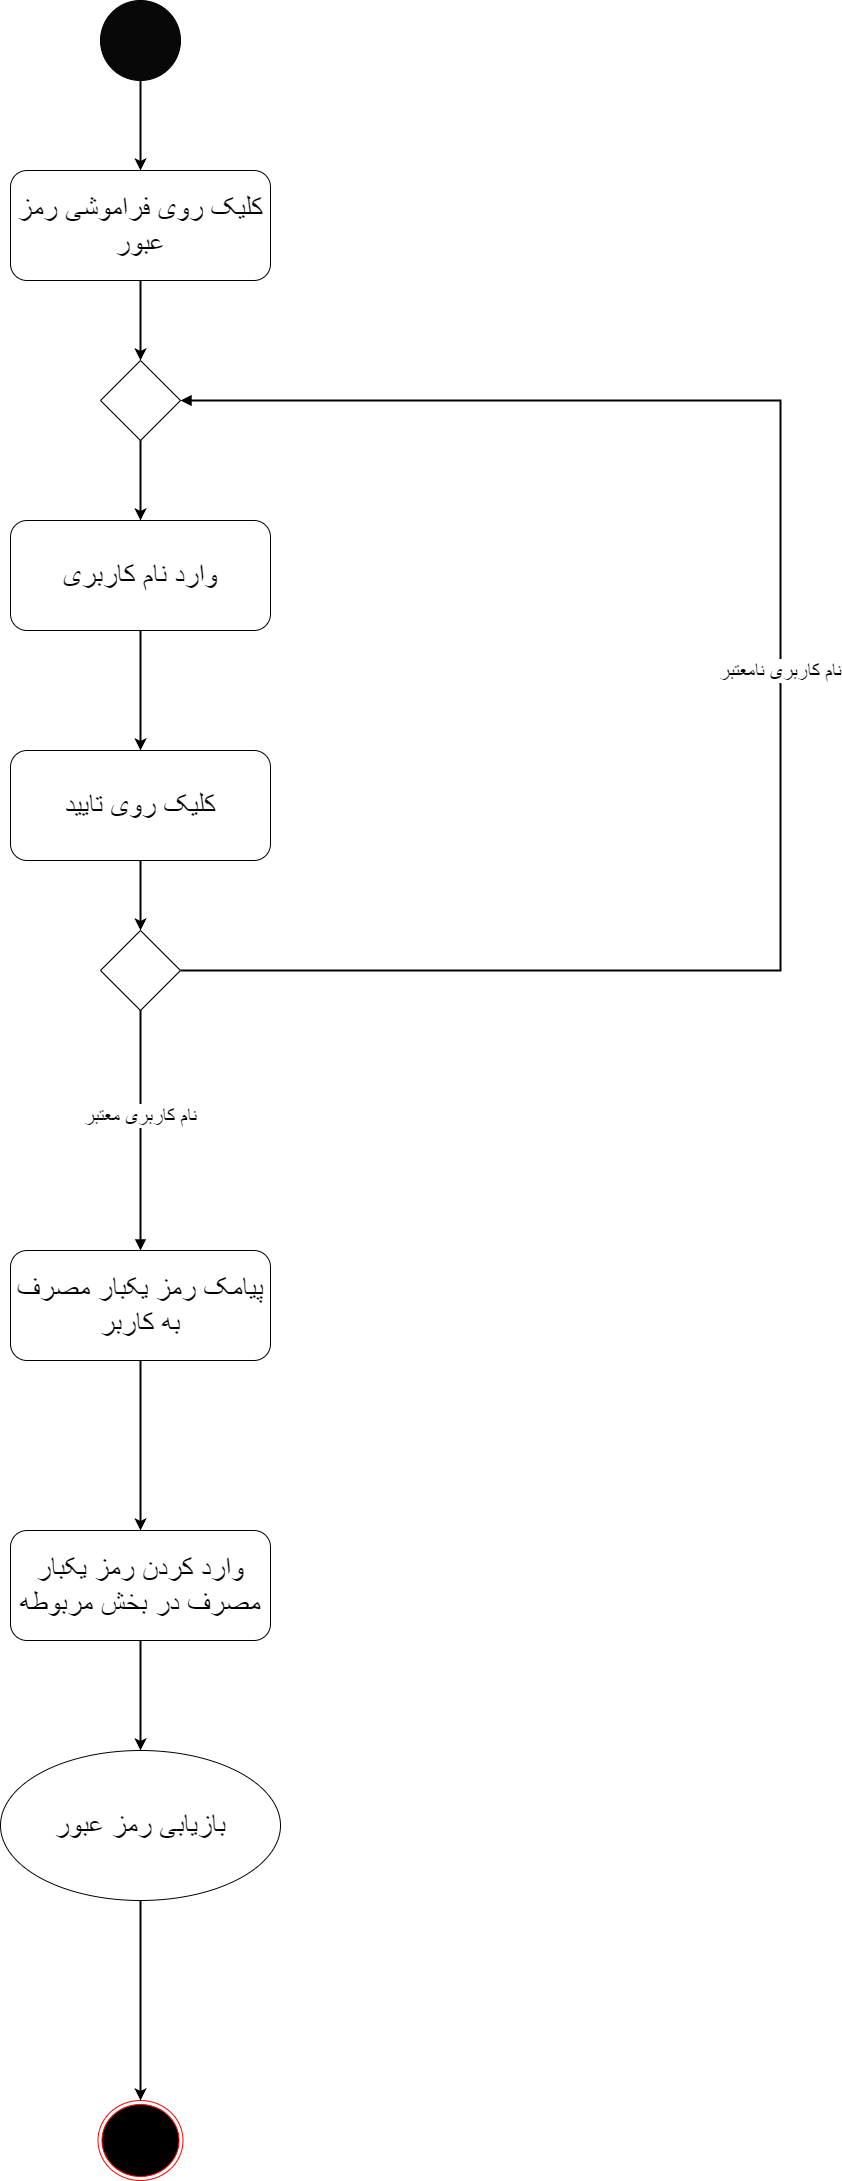 کلیک روی فراموشی رمز
عبور
وارد نام کاربری
نام کاربری نامعتبر
کلیک روی تایید
نام کاربری معتبر
پیامک رمز یکبار مصرف
به کاربر
وارد کردن رمز یکبار
مصرف در بخش مربوطه
بازیابی رمز عبور